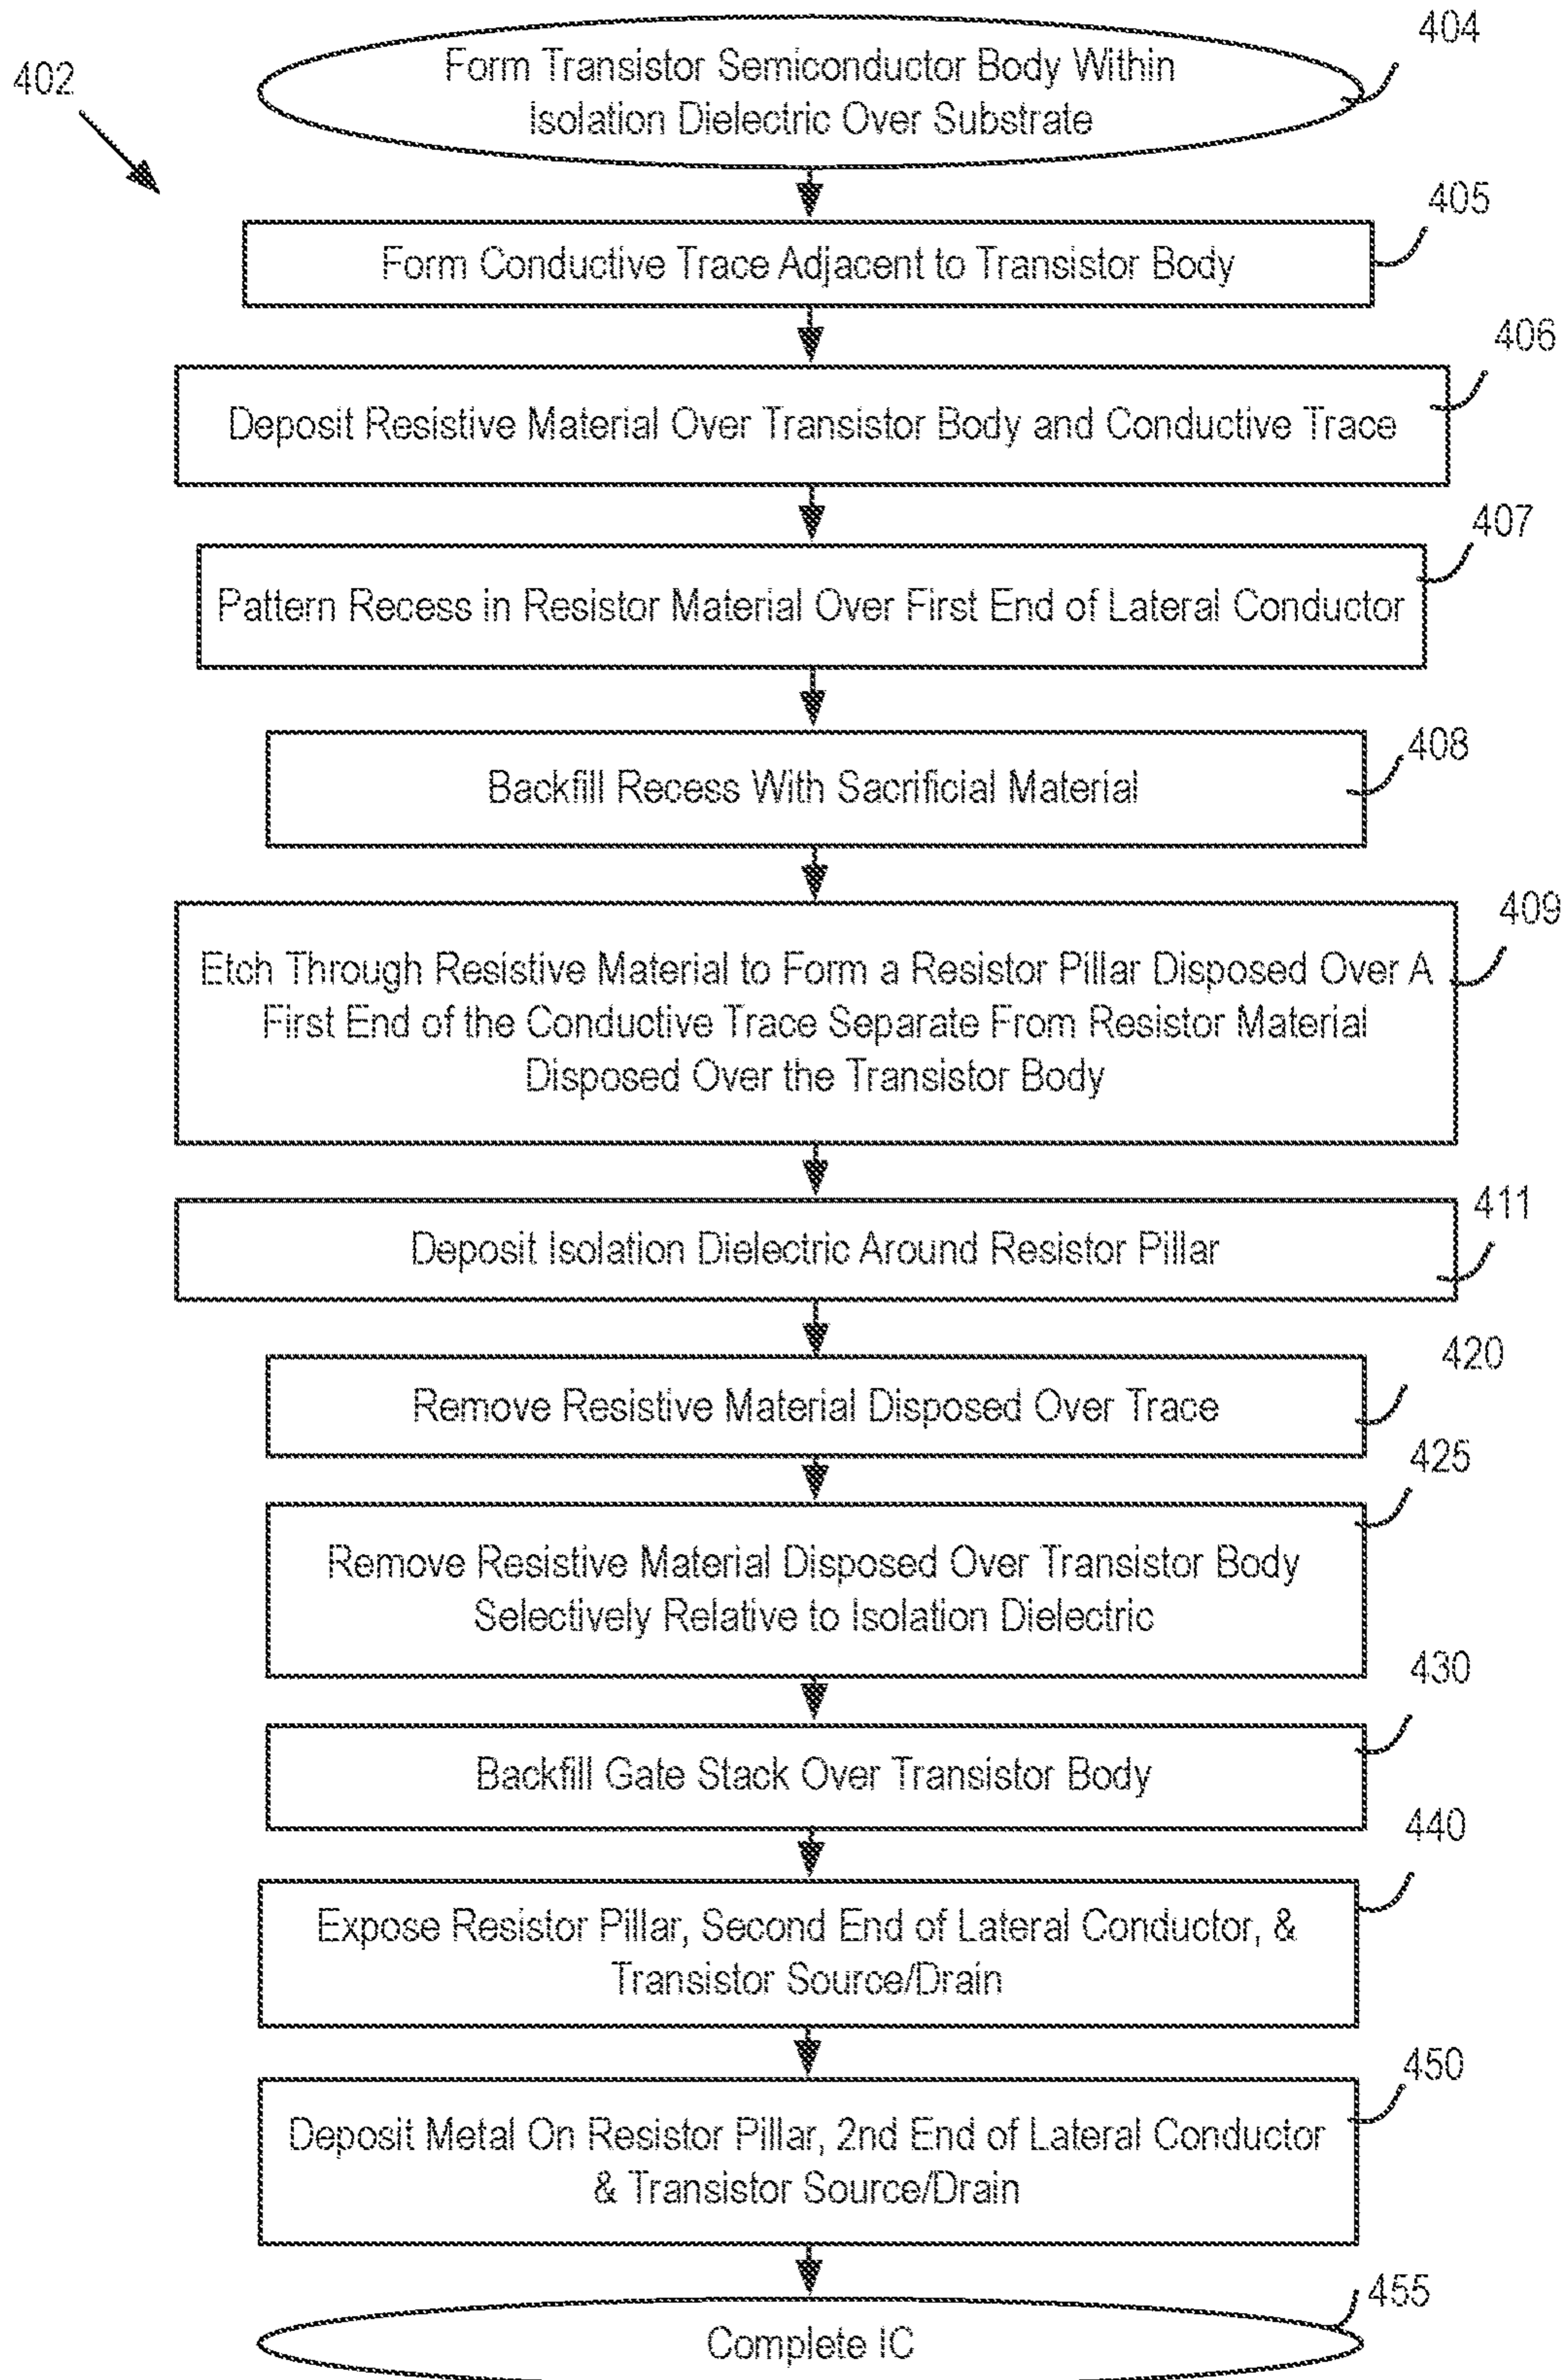 402
404
Form Transistor Semiconductor Body Within
Isolation Dielectric Over Substrate
405
Form Conductive Trace Adjacent to Transistor Body
406
Deposit Resistive Material Over Transistor Body and Conductive Trace
407
Pattern Recess in Resistor Material Over First End of Lateral Conductor
408
Backfill Recess With Sacrificial Material
409
Etch Through Resistive Material to Form a Resistor Pillar Disposed Over A
First End of the Conductive Trace Separate From Resistor Material
Disposed Over the Transistor Body
411
Deposit Isolation Dielectric Around Resistor Pillar
420
Remove Resistive Material Disposed Over Trace
425
Remove Resistive Material Disposed Over Transistor Body
Selectively Relative to Isolation Dielectric
430
Backfill Gate Stack Over Transistor Body
440
Expose Resistor Pillar, Second End of Lateral Conductor, &
Transistor Source/Drain
450
Deposit Metal On Resistor Pillar, 2nd End of Lateral Conductor
& Transistor Source/Drain
455
Complete IC